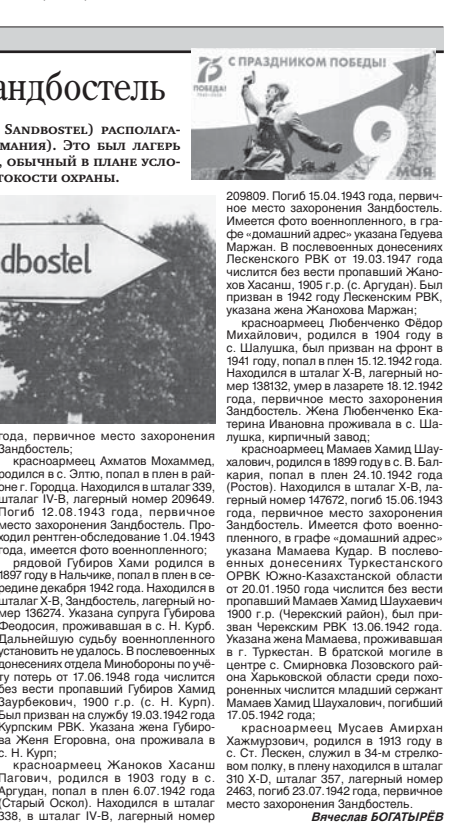 андбостель
С ПРАЗДНИКОМ ПОБЕДЫ!
75
ПОБЕДА!
9
МАЯ
SANDBOSTEL) РАСПОЛАГА-
МАНИЯ). ЭТО БЫЛ ЛАГЕРЬ
, ОБЫЧНЫЙ В ПЛАНЕ УСЛО-
ТОКОСТИ ОХРАНЫ.
dbostel
года, первичное место захоронения
Зандбостель;
красноармеец Ахматов Мохаммед,
родился в с. Элтю, попал в плен в рай-
оне г. Городца. Находился в шталаг 339,
шталаг IV-B, лагерный номер 209649.
Погиб 12.08.1943 года, первичное
место захоронения Зандбостель. Про-
ходил рентген-обследование 1.04.1943
года, имеется фото военнопленного;
рядовой Губиров Хами родился в
1897 году в Нальчике, попал в плен в се-
редине декабря 1942 года. Находился в
шталаг X-B, Зандбостель, лагерный но-
мер 136274. Указана супруга Губирова
Феодосия, проживавшая в с. Н. Курб.
Дальнейшую судьбу военнопленного
установить не удалось. В послевоенных
донесениях отдела Минобороны по учё-
ту потерь от 17.06.1948 года числится
без вести пропавший Губиров Хамид
Заурбекович, 1900 г.р. (с. Н. Курп).
Был призван на службу 19.03.1942 года
Курпским РВК. Указана жена Губиро-
ва Женя Егоровна, она проживала в
с. Н. Курп;
красноармеец Жаноков Хасанш
Пагович, родился в 1903 году в с.
Аргудан, попал в плен 6.07.1942 года
(Старый Оскол). Находился в шталаг
338, в шталаг IV-B, лагерный номер
209809. Погиб 15.04.1943 года, первич-
ное место захоронения Зандбостель.
Имеется фото военнопленного, в гра-
фе «домашний адрес» указана Гедуева
Маржан. В послевоенных донесениях
Лескенского РВК от 19.03.1947 года
числится без вести пропавший Жано-
хов Хасанш, 1905 г.р. (с. Аргудан). Был
призван в 1942 году Лескенским РВК,
указана жена Жанохова Маржан;
красноармеец Любенченко Фёдор
Михайлович, родился в 1904 году в
с. Шалушка, был призван на фронт в
1941 году, попал в плен 15.12.1942 года.
Находился в шталаг X-B, лагерный но-
мер 138132, умер в лазарете 18.12.1942
года, первичное место захоронения
Зандбостель. Жена Любенченко Ека-
терина Ивановна проживала в с. Ша-
лушка, кирпичный завод;
красноармеец Мамаев Хамид Шау-
халович, родился в 1899 году в с. В. Бал-
кария, попал в плен 24.10.1942 года
(Ростов). Находился в шталаг X-B, ла-
герный номер 147672, погиб 15.06.1943
года, первичное место захоронения
Зандбостель. Имеется фото военно-
пленного, в графе «домашний адрес»
указана Мамаева Кудар. В послево-
енных донесениях Туркестанского
ОРВК Южно-Казахстанской области
от 20.01.1950 года числится без вести
пропавший Мамаев Хамид Шаухаевич
1900 г.р. (Черекский район), был при-
зван Черекским РВК 13.06.1942 года.
Указана жена Мамаева, проживавшая
в г. Туркестан. В братской могиле в
центре с. Смирновка Лозовского рай-
она Харьковской области среди похо-
роненных числится младший сержант
Мамаев Хамид Шаухалович, погибший
17.05.1942 года;
красноармеец Мусаев Амирхан
Хажмурзович, родился в 1913 году в
с. Ст. Лескен, служил в 34-м стрелко-
вом полку, в плену находился в шталаг
310 X-D, шталаг 357, лагерный номер
2463, погиб 23.07.1942 года, первичное
место захоронения Зандбостель.
Вячеслав БОГАТЫРЁВ